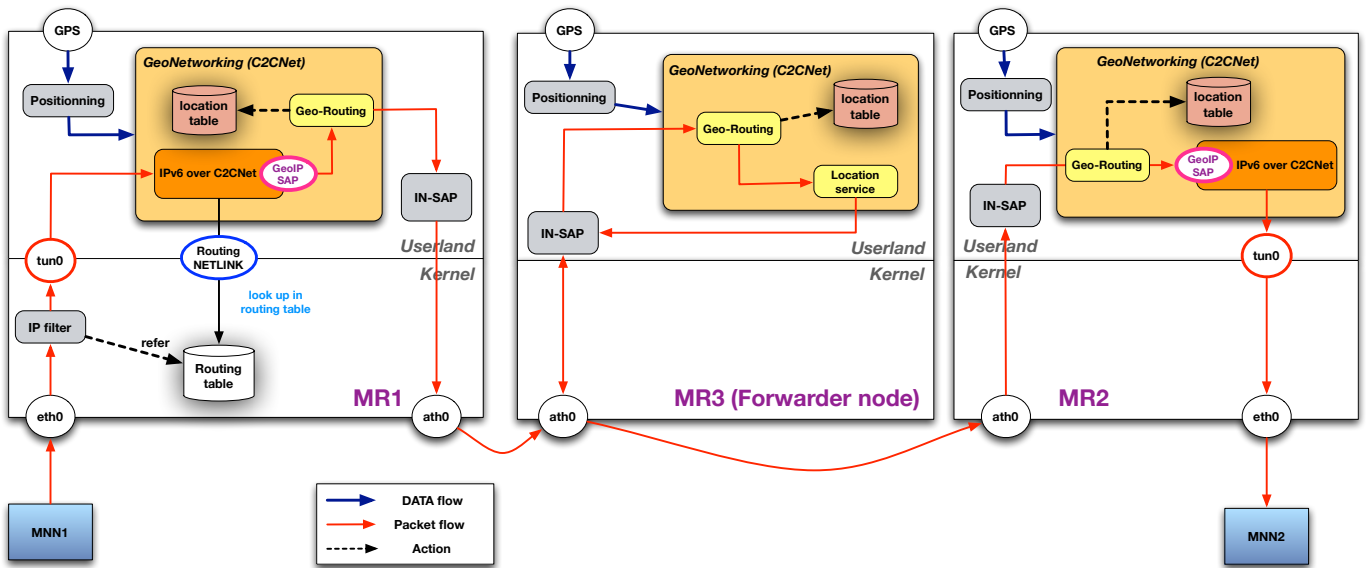 GPS
Positionning
GeoNetworking (C2CNet)
location
table
Geo-Routing
IPv6 over C2CNet
GeoIP
SAP
IN-SAP
Userland
Kernel
tun0
Routing
NETLINK
look up in
routing table
IP filter
refer
Routing
table
MR1
eth0
ath0
MNN1
GPS
Positionning
GeoNetworking (C2CNet)
Geo-Routing
location
table
Location
service
IN-SAP
Userland
Kernel
MR3 (Forwarder node)
ath0
GPS
Positionning
GeoNetworking (C2CNet)
location
table
Geo-Routing
GeoIP
SAP
IPv6 over C2CNet
IN-SAP
Userland
Kernel
tun0
MR2
ath0
eth0
MNN2
DATA flow
Packet flow
Action